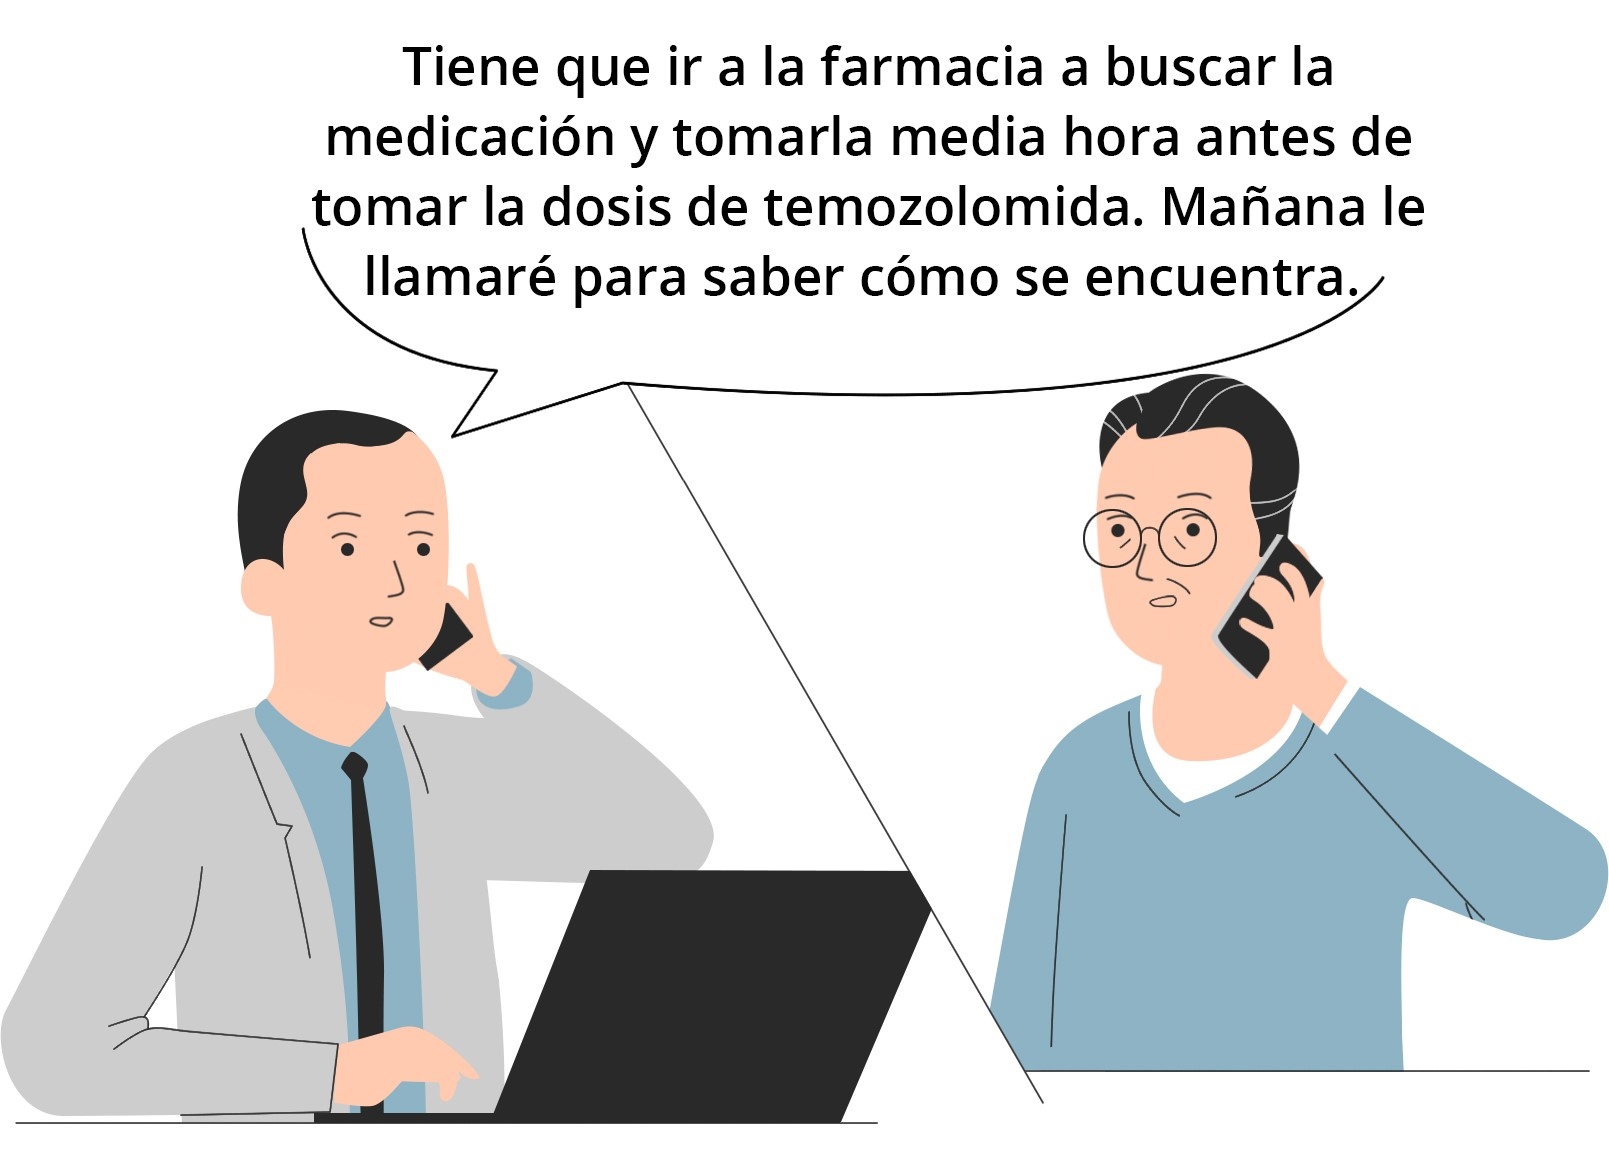 Tiene que ir a la farmacia a buscar la
medicación y tomarla media hora antes de
tomar la dosis de temozolomida. Mañana le
llamaré para saber cómo se encuentra.